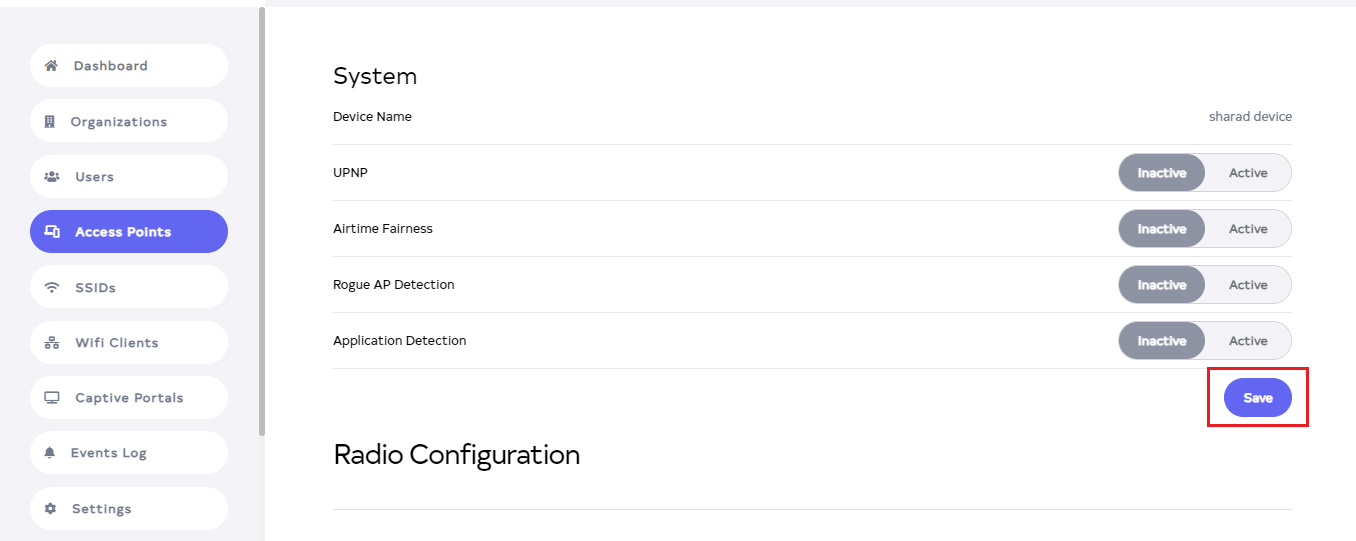 Dashboard
Organizations
Users
Access Points
SSIDs
Wifi Clients
Captive Portals
Events Log
Settings
System
Device Name sharad device
UPNP Inactive Active
Airtime Fairness Inactive Active
Rogue AP Detection Inactive Active
Application Detection Inactive Active
Save
Radio Configuration